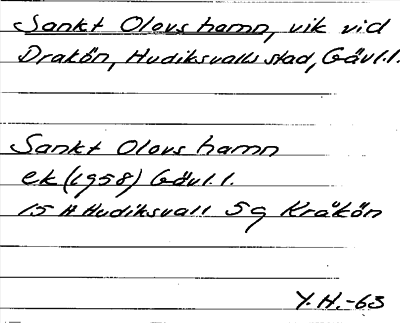 Sankt Olovs hamn, vik vid
Drakön, Hudiksvalls stad, Gävl.l.
Sankt Olovs hamn
ek (1958) Gävl.l.
15 H Hudiksvall 5g Kråkön
Y.H.-63